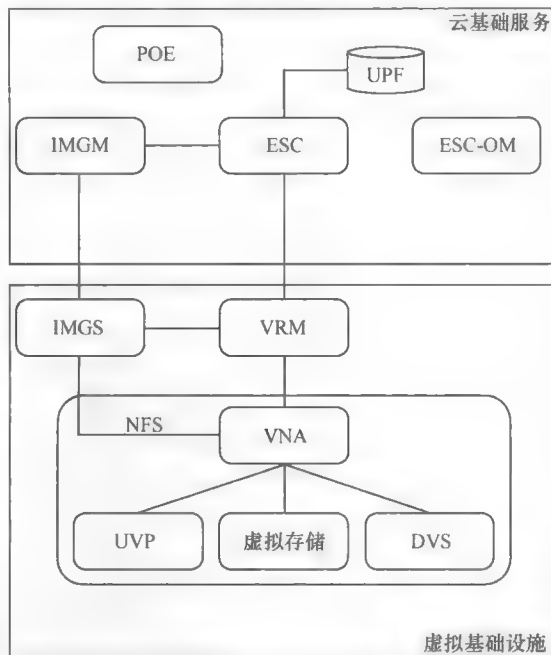 云基础服务
POE
UPF
IMGM
ESC
ESC-OM
IMGS
VRM
NFS
VNA
UVP
虚拟存储
DVS
虚拟基础设施